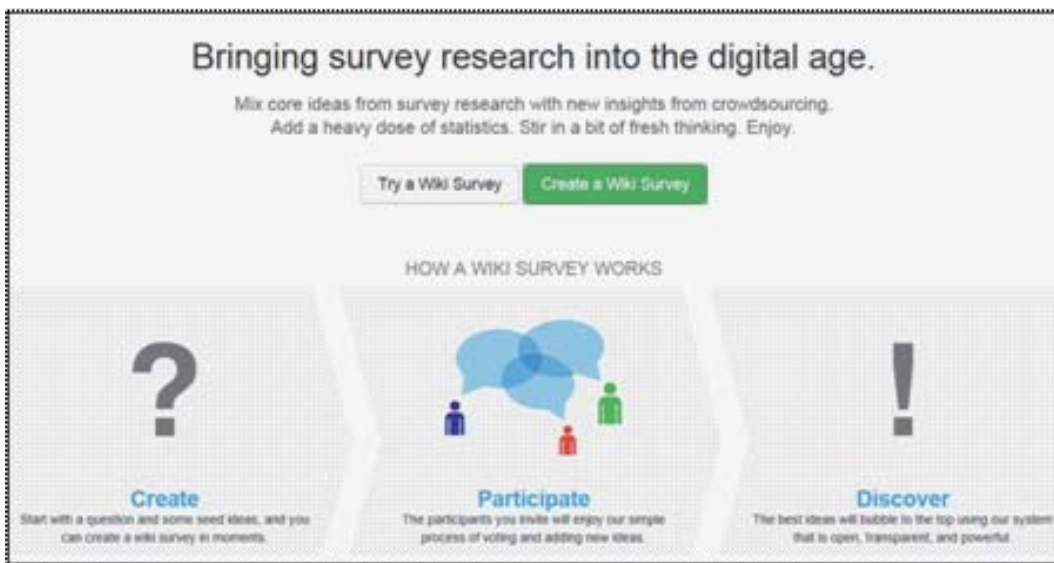 Bringing survey research into the digital age.
Mix core ideas from survey research with new insights from crowdsourcing.
Add a heavy dose of statistics. Stir in a bit of fresh thinking. Enjoy.
Try a Wiki Survey
Create a Wiki Survey
HOW A WIKI SURVEY WORKS
?
!
Create
Start with a question and some seed ideas, and you
can create a wiki survey in moments.
Participate
The participants you invite will enjoy our simple
process of voting and adding new ideas.
Discover
The best ideas will bubble to the top using our system
that is open, transparent, and powerful.